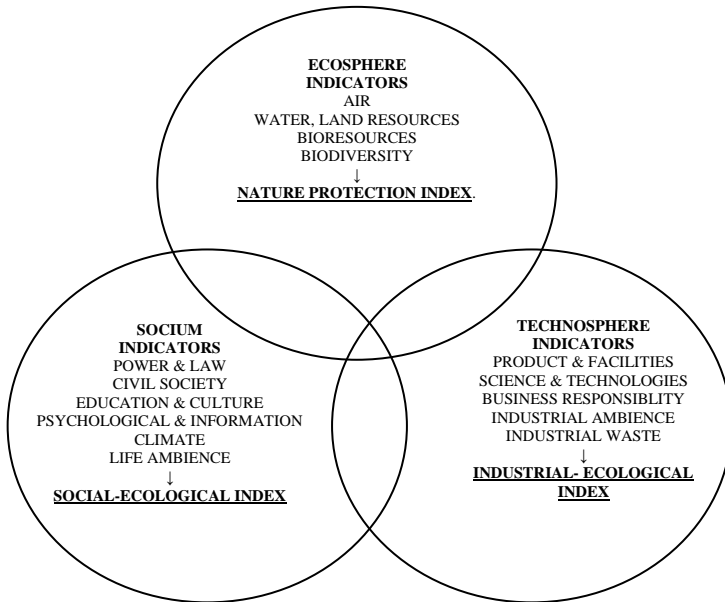 ECOSPHERE
INDICATORS
AIR
WATER, LAND RESOURCES
BIORESOURCES
BIODIVERSITY
↓
NATURE PROTECTION INDEX.
SOCIUM
INDICATORS
POWER & LAW
CIVIL SOCIETY
EDUCATION & CULTURE
PSYCHOLOGICAL & INFORMATION
CLIMATE
LIFE AMBIENCE
↓
SOCIAL-ECOLOGICAL INDEX
TECHNOSPHERE
INDICATORS
PRODUCT & FACILITIES
SCIENCE & TECHNOLOGIES
BUSINESS RESPONSIBLITY
INDUSTRIAL AMBIENCE
INDUSTRIAL WASTE
↓
INDUSTRIAL- ECOLOGICAL
INDEX